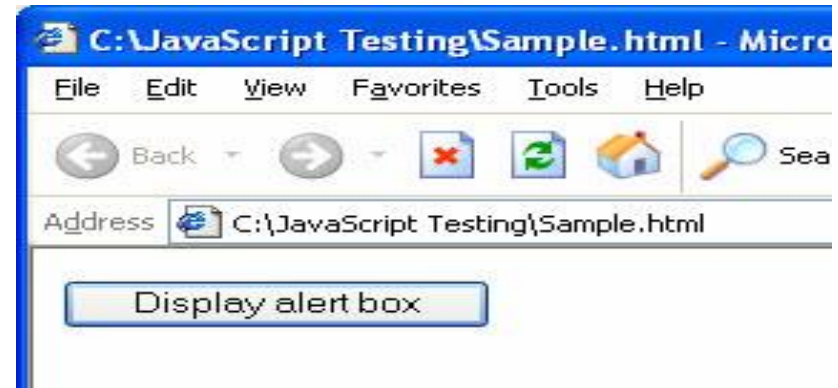 C:\JavaScript Testing\Sample.html - Micro
File Edit View Favorites Tools Help
Back Sea
Address C:\JavaScript Testing\Sample.html
Display alert box